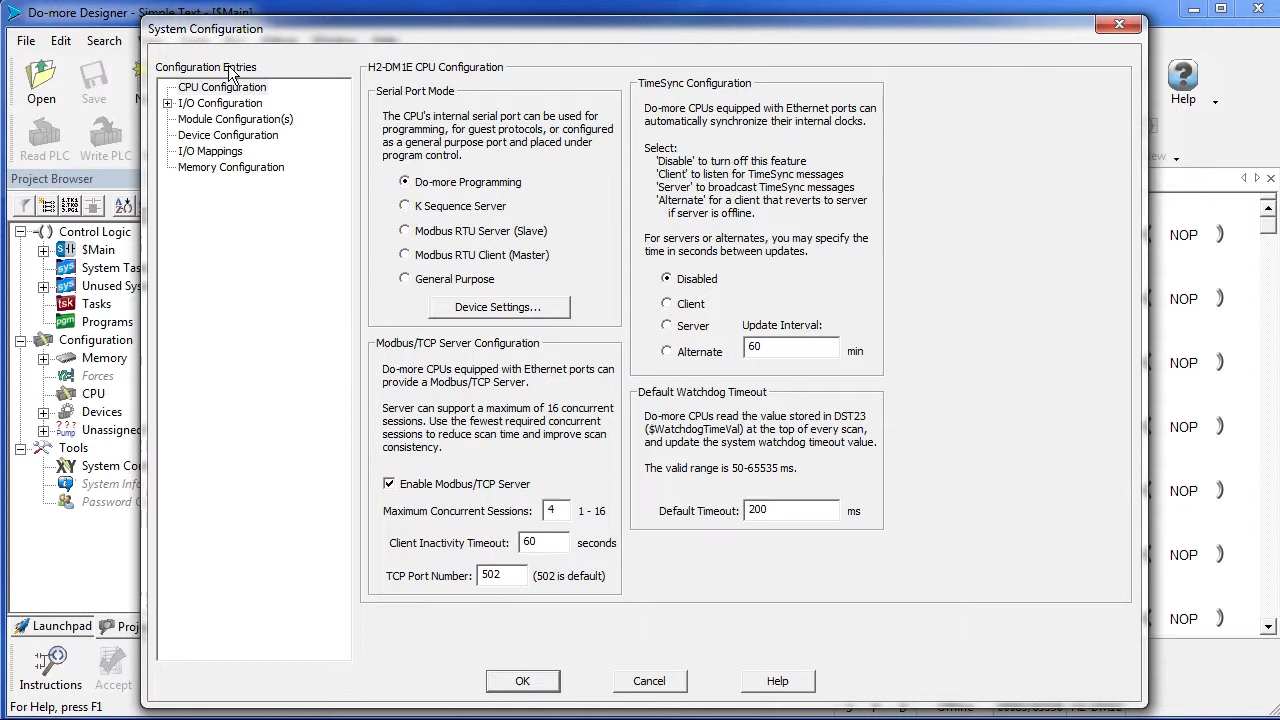 Do-more Designer - Simple Text - [$Main]
System Configuration
File Edit Search
Open
Save
Read PLC
Write PLC
Help
Project Browser
Control Logic
$Main
System Tas
Unused Sy
Tasks
Programs
Configuration
Memory
Forces
CPU
Devices
Unassigne
Tools
System Co
System Info
Password
Launchpad
Proj
Instructions
Accept
For Help, press F1
Configuration Entries
CPU Configuration
I/O Configuration
Module Configuration(s)
Device Configuration
I/O Mappings
Memory Configuration
H2-DM1E CPU Configuration
Serial Port Mode
The CPU's internal serial port can be used for
programming, for guest protocols, or configured
as a general purpose port and placed under
program control.
Do-more Programming
K Sequence Server
Modbus RTU Server (Slave)
Modbus RTU Client (Master)
General Purpose
Device Settings...
Modbus/TCP Server Configuration
Do-more CPUs equipped with Ethernet ports can
provide a Modbus/TCP Server.
Server can support a maximum of 16 concurrent
sessions. Use the fewest required concurrent
sessions to reduce scan time and improve scan
consistency.
Enable Modbus/TCP Server
Maximum Concurrent Sessions: 4 1 - 16
Client Inactivity Timeout: 60 seconds
TCP Port Number: 502 (502 is default)
TimeSync Configuration
Do-more CPUs equipped with Ethernet ports can
automatically synchronize their internal clocks.
Select:
'Disable' to turn off this feature
'Client' to listen for TimeSync messages
'Server' to broadcast TimeSync messages
'Alternate' for a client that reverts to server
if server is offline.
For servers or alternates, you may specify the
time in seconds between updates.
Disabled
Client
Server
Alternate
Update Interval:
60 min
Default Watchdog Timeout
Do-more CPUs read the value stored in DST23
($WatchdogTimeVal) at the top of every scan,
and update the system watchdog timeout value.
The valid range is 50-65535 ms.
Default Timeout: 200 ms
OK Cancel Help
NOP
NOP
NOP
NOP
NOP
NOP
NOP